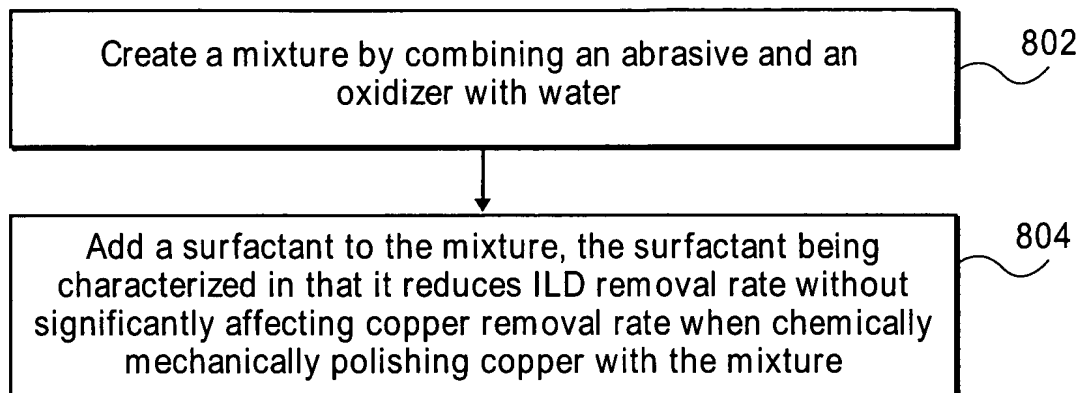 Create a mixture by combining an abrasive and an
oxidizer with water
802
Add a surfactant to the mixture, the surfactant being
characterized in that it reduces ILD removal rate without
significantly affecting copper removal rate when chemically
mechanically polishing copper with the mixture
804